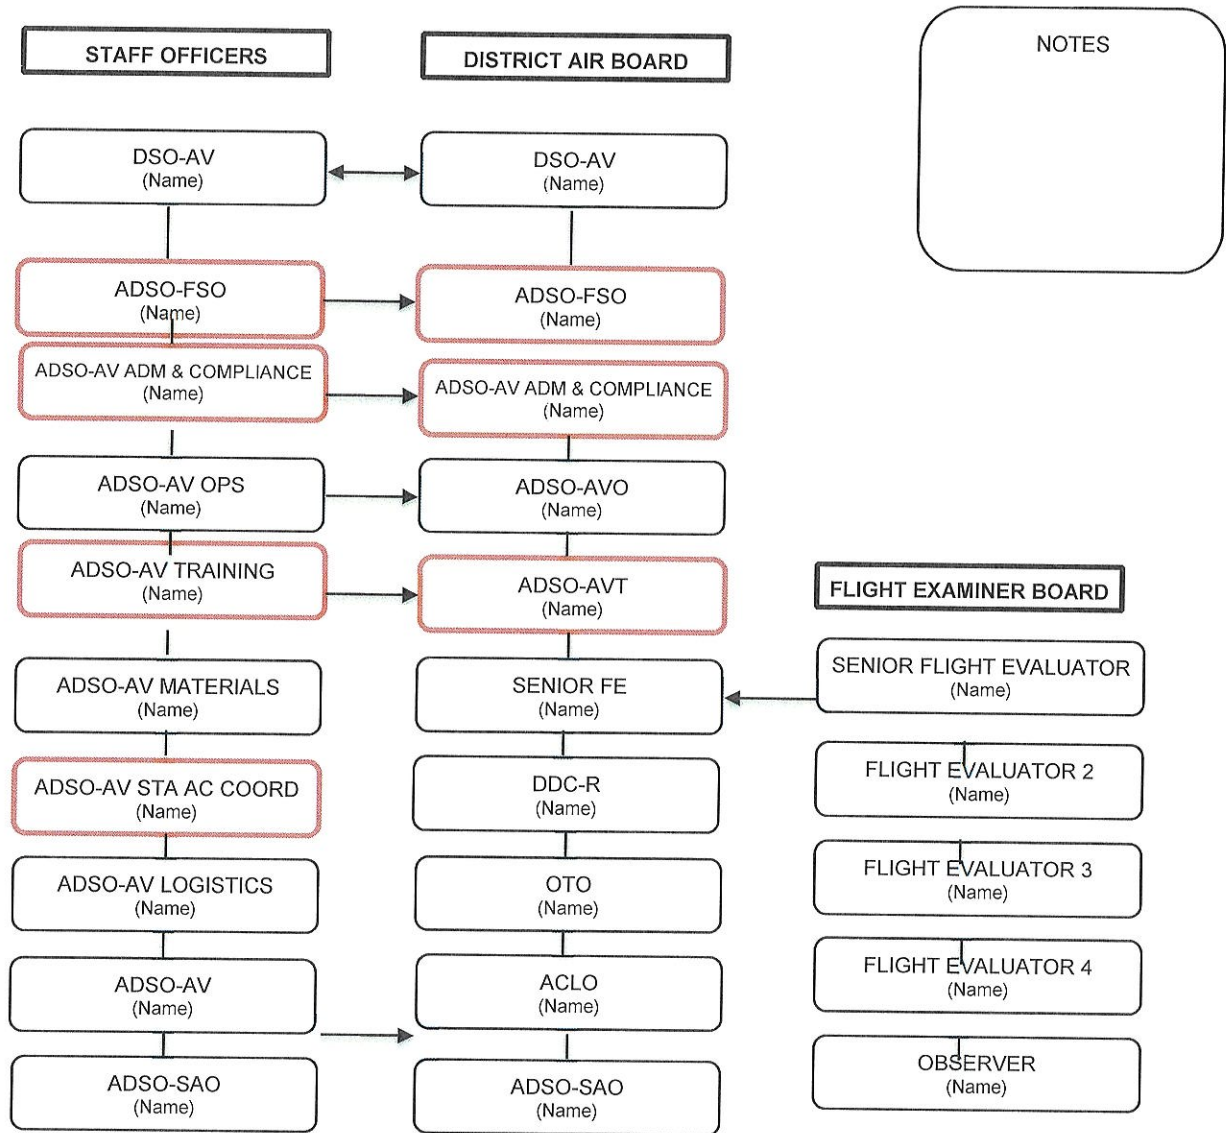 STAFF OFFICERS
DSO-AV
(Name)
ADSO-FSO
(Name)
ADSO-AV ADM & COMPLIANCE
(Name)
ADSO-AV OPS
(Name)
ADSO-AV TRAINING
(Name)
ADSO-AV MATERIALS
(Name)
ADSO-AV STA AC COORD
(Name)
ADSO-AV LOGISTICS
(Name)
ADSO-AV
(Name)
ADSO-SAO
(Name)
DISTRICT AIR BOARD
DSO-AV
(Name)
ADSO-FSO
(Name)
ADSO-AV ADM & COMPLIANCE
(Name)
ADSO-AVO
(Name)
ADSO-AVT
(Name)
SENIOR FE
(Name)
DDC-R
(Name)
OTO
(Name)
ACLO
(Name)
ADSO-SAO
(Name)
NOTES
FLIGHT EXAMINER BOARD
SENIOR FLIGHT EVALUATOR
(Name)
FLIGHT EVALUATOR 2
(Name)
FLIGHT EVALUATOR 3
(Name)
FLIGHT EVALUATOR 4
(Name)
OBSERVER
(Name)